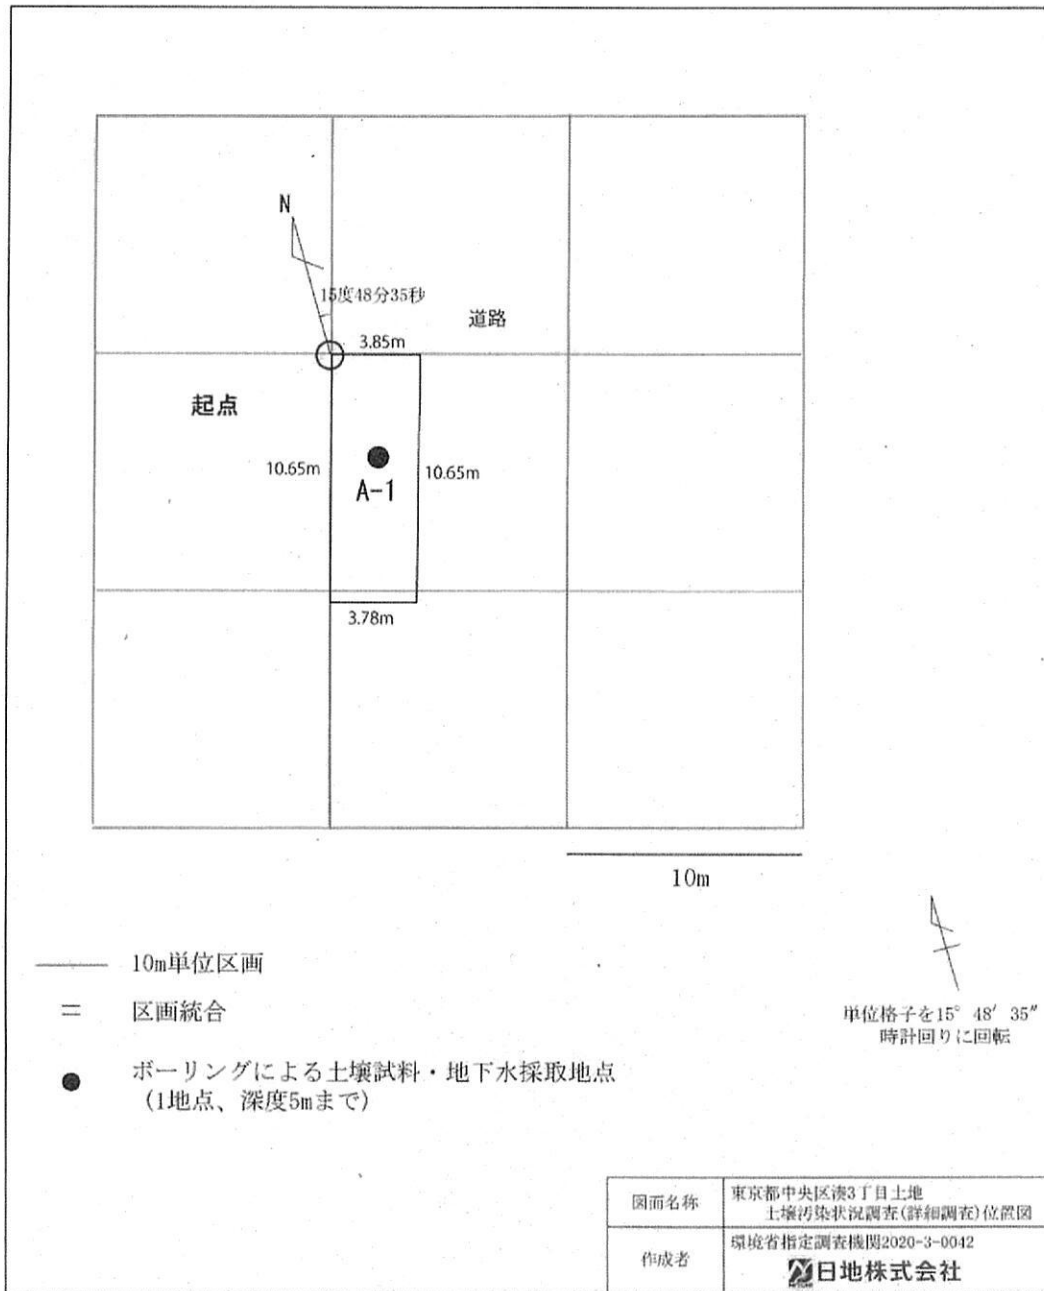 N
15度48分35秒
道路
3.85m
起点
10.65m
10.65m
A-1
3.78m
10m
10m単位区画
区画統合
単位格子を15° 48′ 35″
時計回りに回転
ボーリングによる土壌試料・地下水採取地点
(1地点、深度5mまで)
図面名称
東京都中央区湊3丁目土地
土壌汚染状況調査(詳細調査)位置図
作成者
環境省指定調査機関2020-3-0042
日地株式会社